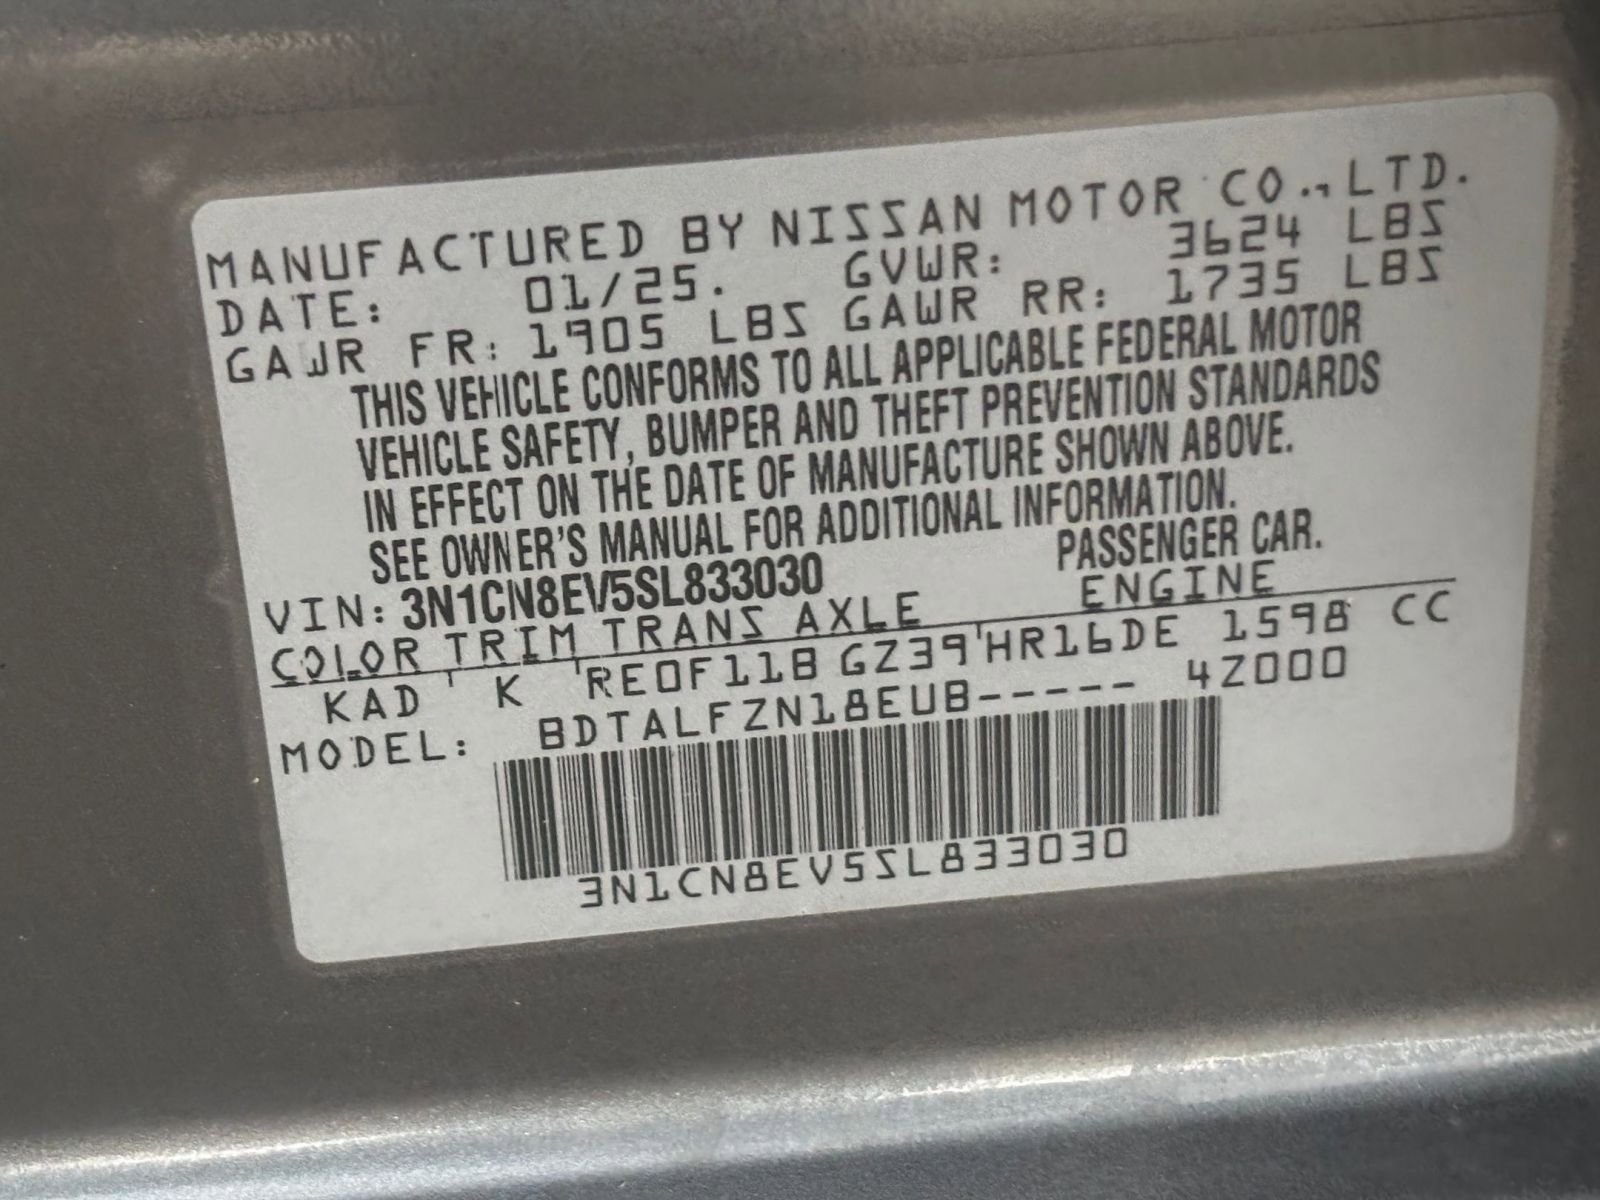 MANUFACTURED BY NISSAN MOTOR CO., LTD.
DATE: 01/25. GVWR: 3624 LBS
GAWR FR: 1905 LBS GAWR RR: 1735 LBS
THIS VEHICLE CONFORMS TO ALL APPLICABLE FEDERAL MOTOR
VEHICLE SAFETY, BUMPER AND THEFT PREVENTION STANDARDS
IN EFFECT ON THE DATE OF MANUFACTURE SHOWN ABOVE.
SEE OWNER'S MANUAL FOR ADDITIONAL INFORMATION.
VIN: 3N1CN8EV5SL833030 PASSENGER CAR.
COLOR TRIM TRANS AXLE ENGINE
KAD ' K 'RE0F11B GZ39'HR16DE 1598 CC
MODEL: BDTALFZN18EUB----- 4Z000
3N1CN8EV5SL833030